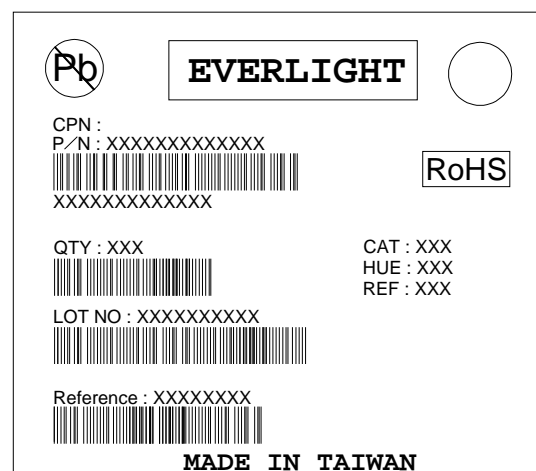 Pb
EVERLIGHT
CPN :
P/N : XXXXXXXXXXXXX
RoHS
XXXXXXXXXXXXX
QTY : XXX
CAT : XXX
HUE : XXX
REF : XXX
LOT NO : XXXXXXXXXX
Reference : XXXXXXXX
MADE IN TAIWAN